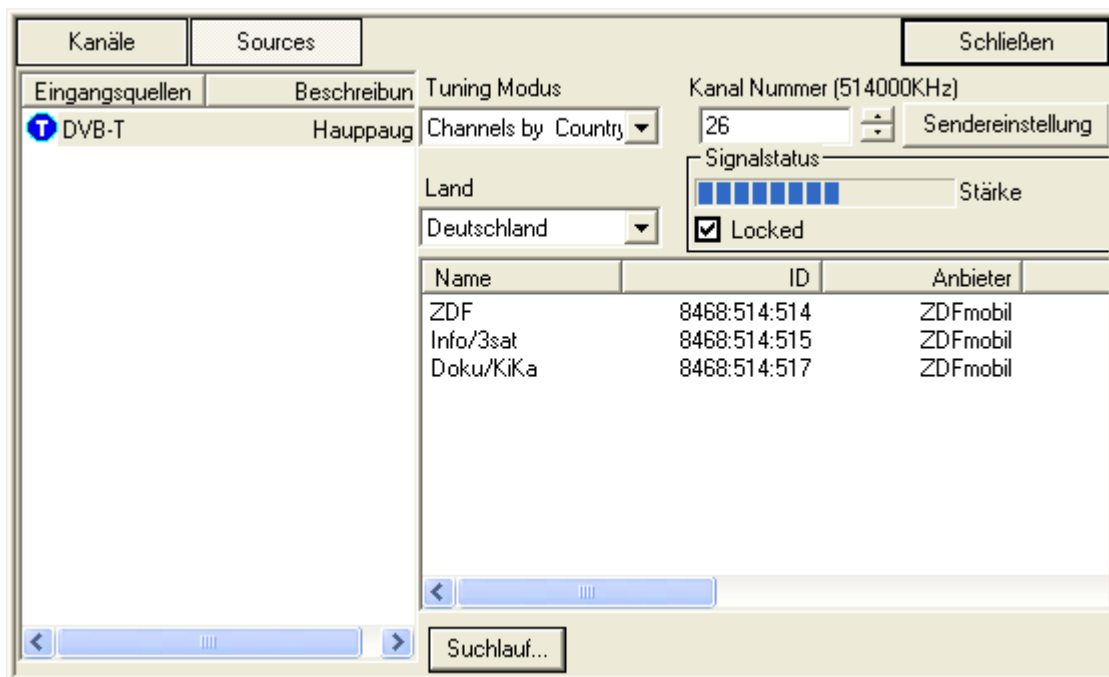 Kanäle Sources Schließen
Eingangsquellen Beschreibun Tuning Modus Kanal Nummer (514000KHz)
T DVB-T Hauppaug Channels by Country 26 Sendereinstellung
Signalstatus
Land Stärke
Deutschland Locked
Name ID Anbieter
ZDF 8468:514:514 ZDFmobil
Info/3sat 8468:514:515 ZDFmobil
Doku/KiKa 8468:514:517 ZDFmobil
Suchlauf...